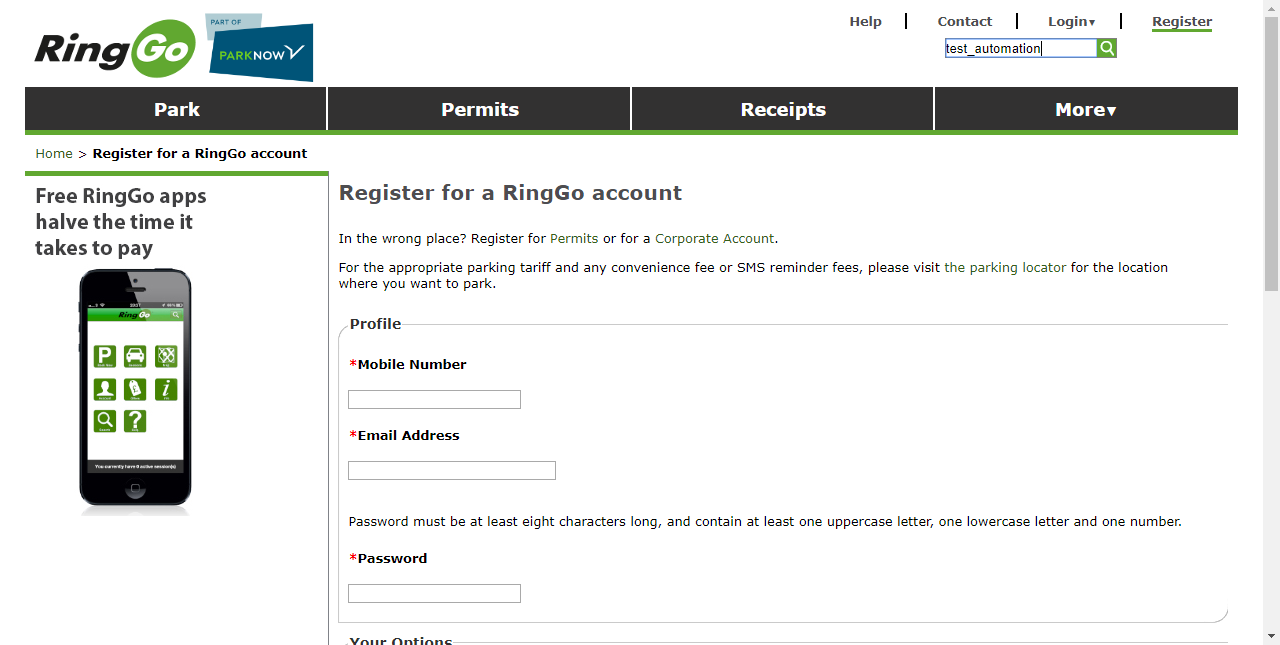 RingGo
PART OF
PARKNOW
Help
Contact
Login▾
Register
test_automation
Park
Permits
Receipts
More▾
Home > Register for a RingGo account
Free RingGo apps
halve the time it
takes to pay
RingGo
You currently have 0 active session(s)
Register for a RingGo account
In the wrong place? Register for Permits or for a Corporate Account.
For the appropriate parking tariff and any convenience fee or SMS reminder fees, please visit the parking locator for the location
where you want to park.
Profile
*Mobile Number
*Email Address
Password must be at least eight characters long, and contain at least one uppercase letter, one lowercase letter and one number.
*Password
Your Options